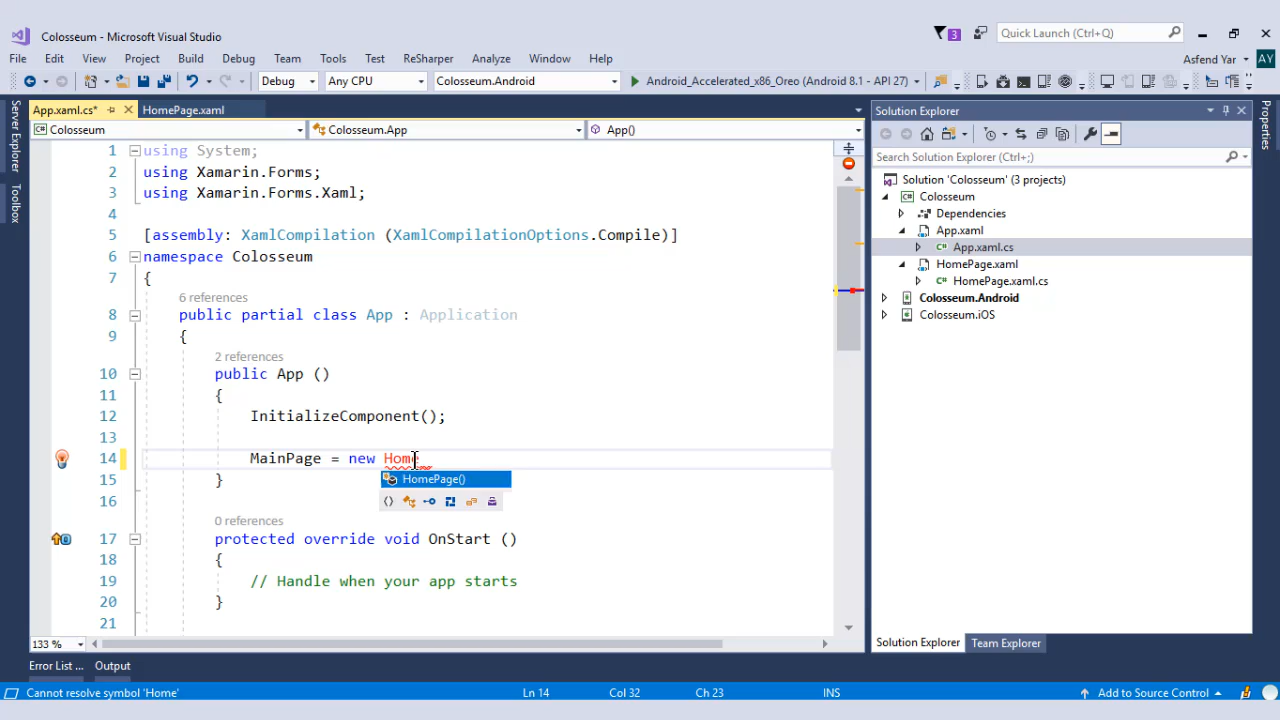 Colosseum - Microsoft Visual Studio
3
Quick Launch (Ctrl+Q)
File Edit View Project Build Debug Team Tools Test ReSharper Analyze Window Help
Asfend Yar AY
Debug Any CPU Colosseum.Android Android_Accelerated_x86_Oreo (Android 8.1 - API 27)
Server Explorer
Toolbox
App.xaml.cs* HomePage.xaml
Colosseum Colosseum.App App()
1 using System;
2 using Xamarin.Forms;
3 using Xamarin.Forms.Xaml;
4
5 [assembly: XamlCompilation (XamlCompilationOptions.Compile)]
6 namespace Colosseum
7 {
6 references
8 public partial class App : Application
9 {
2 references
10 public App ()
11 {
12 InitializeComponent();
13
14 MainPage = new Home
HomePage()
15 }
16
0 references
17 protected override void OnStart ()
18 {
19 // Handle when your app starts
20 }
21
133 %
Solution Explorer
Search Solution Explorer (Ctrl+;)
Solution 'Colosseum' (3 projects)
Colosseum
Dependencies
App.xaml
App.xaml.cs
HomePage.xaml
HomePage.xaml.cs
Colosseum.Android
Colosseum.iOS
Solution Explorer Team Explorer
Properties
Error List ... Output
Cannot resolve symbol 'Home' Ln 14 Col 32 Ch 23 INS Add to Source Control